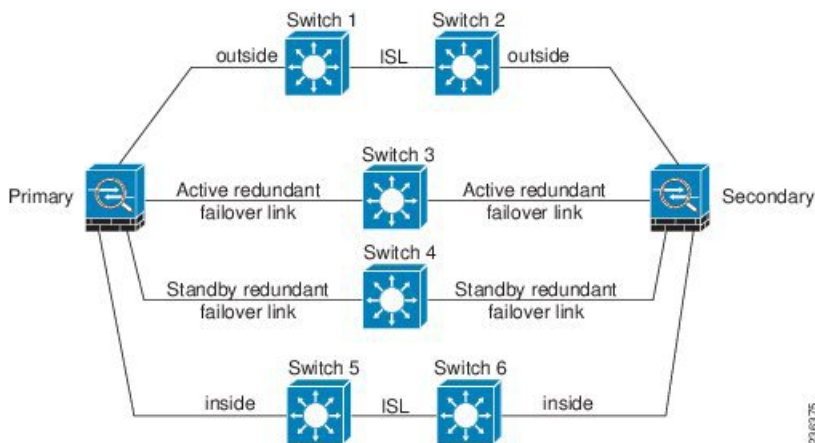 Switch 1
Switch 2
outside
ISL
outside
Switch 3
Primary
Active redundant
failover link
Active redundant
failover link
Secondary
Switch 4
Standby redundant
failover link
Standby redundant
failover link
Switch 5
Switch 6
inside
ISL
inside
236375